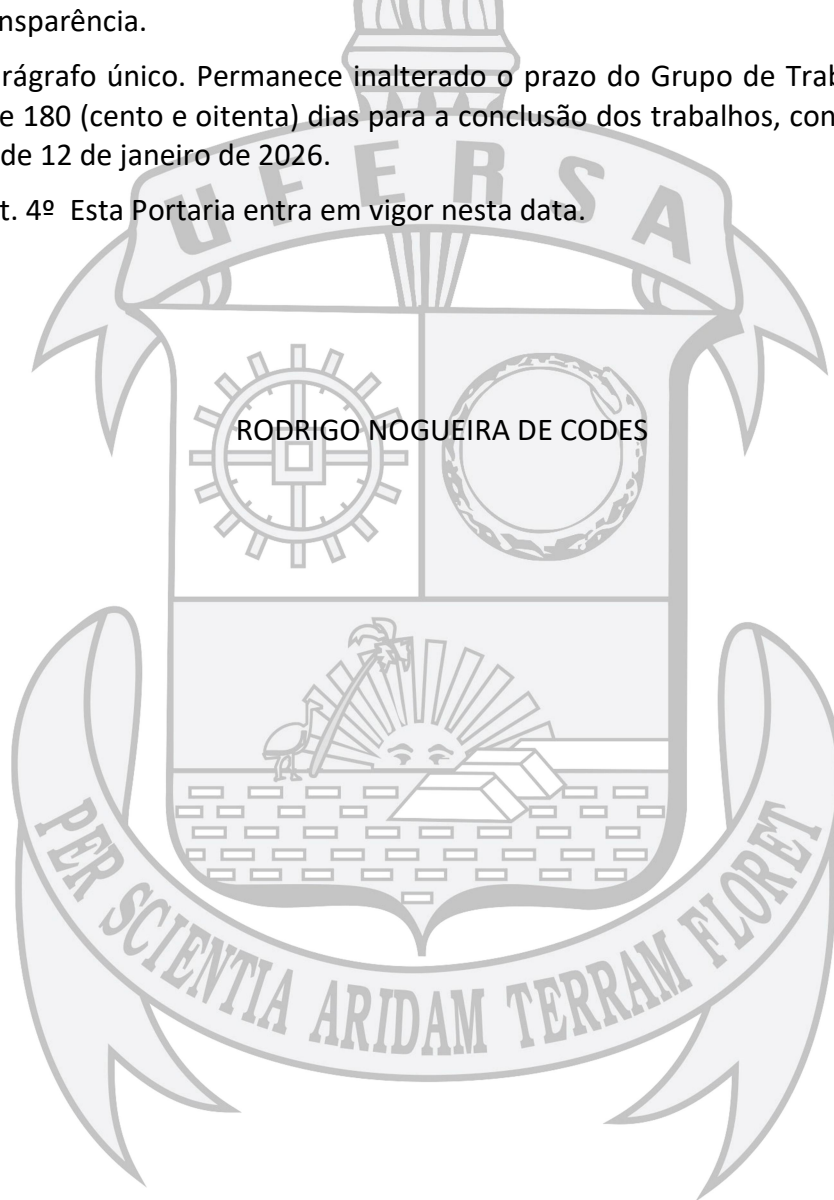 nsparência.
rágrafo único. Permanece inalterado o prazo do Grupo de Trab
e 180 (cento e oitenta) dias para a conclusão dos trabalhos, con
de 12 de janeiro de 2026.
t. 4º Esta Portaria entra em vigor nesta data.
UFERSA
RODRIGO NOGUEIRA DE CODES
PER SCIENTIA ARIDAM TERRAM FLORET